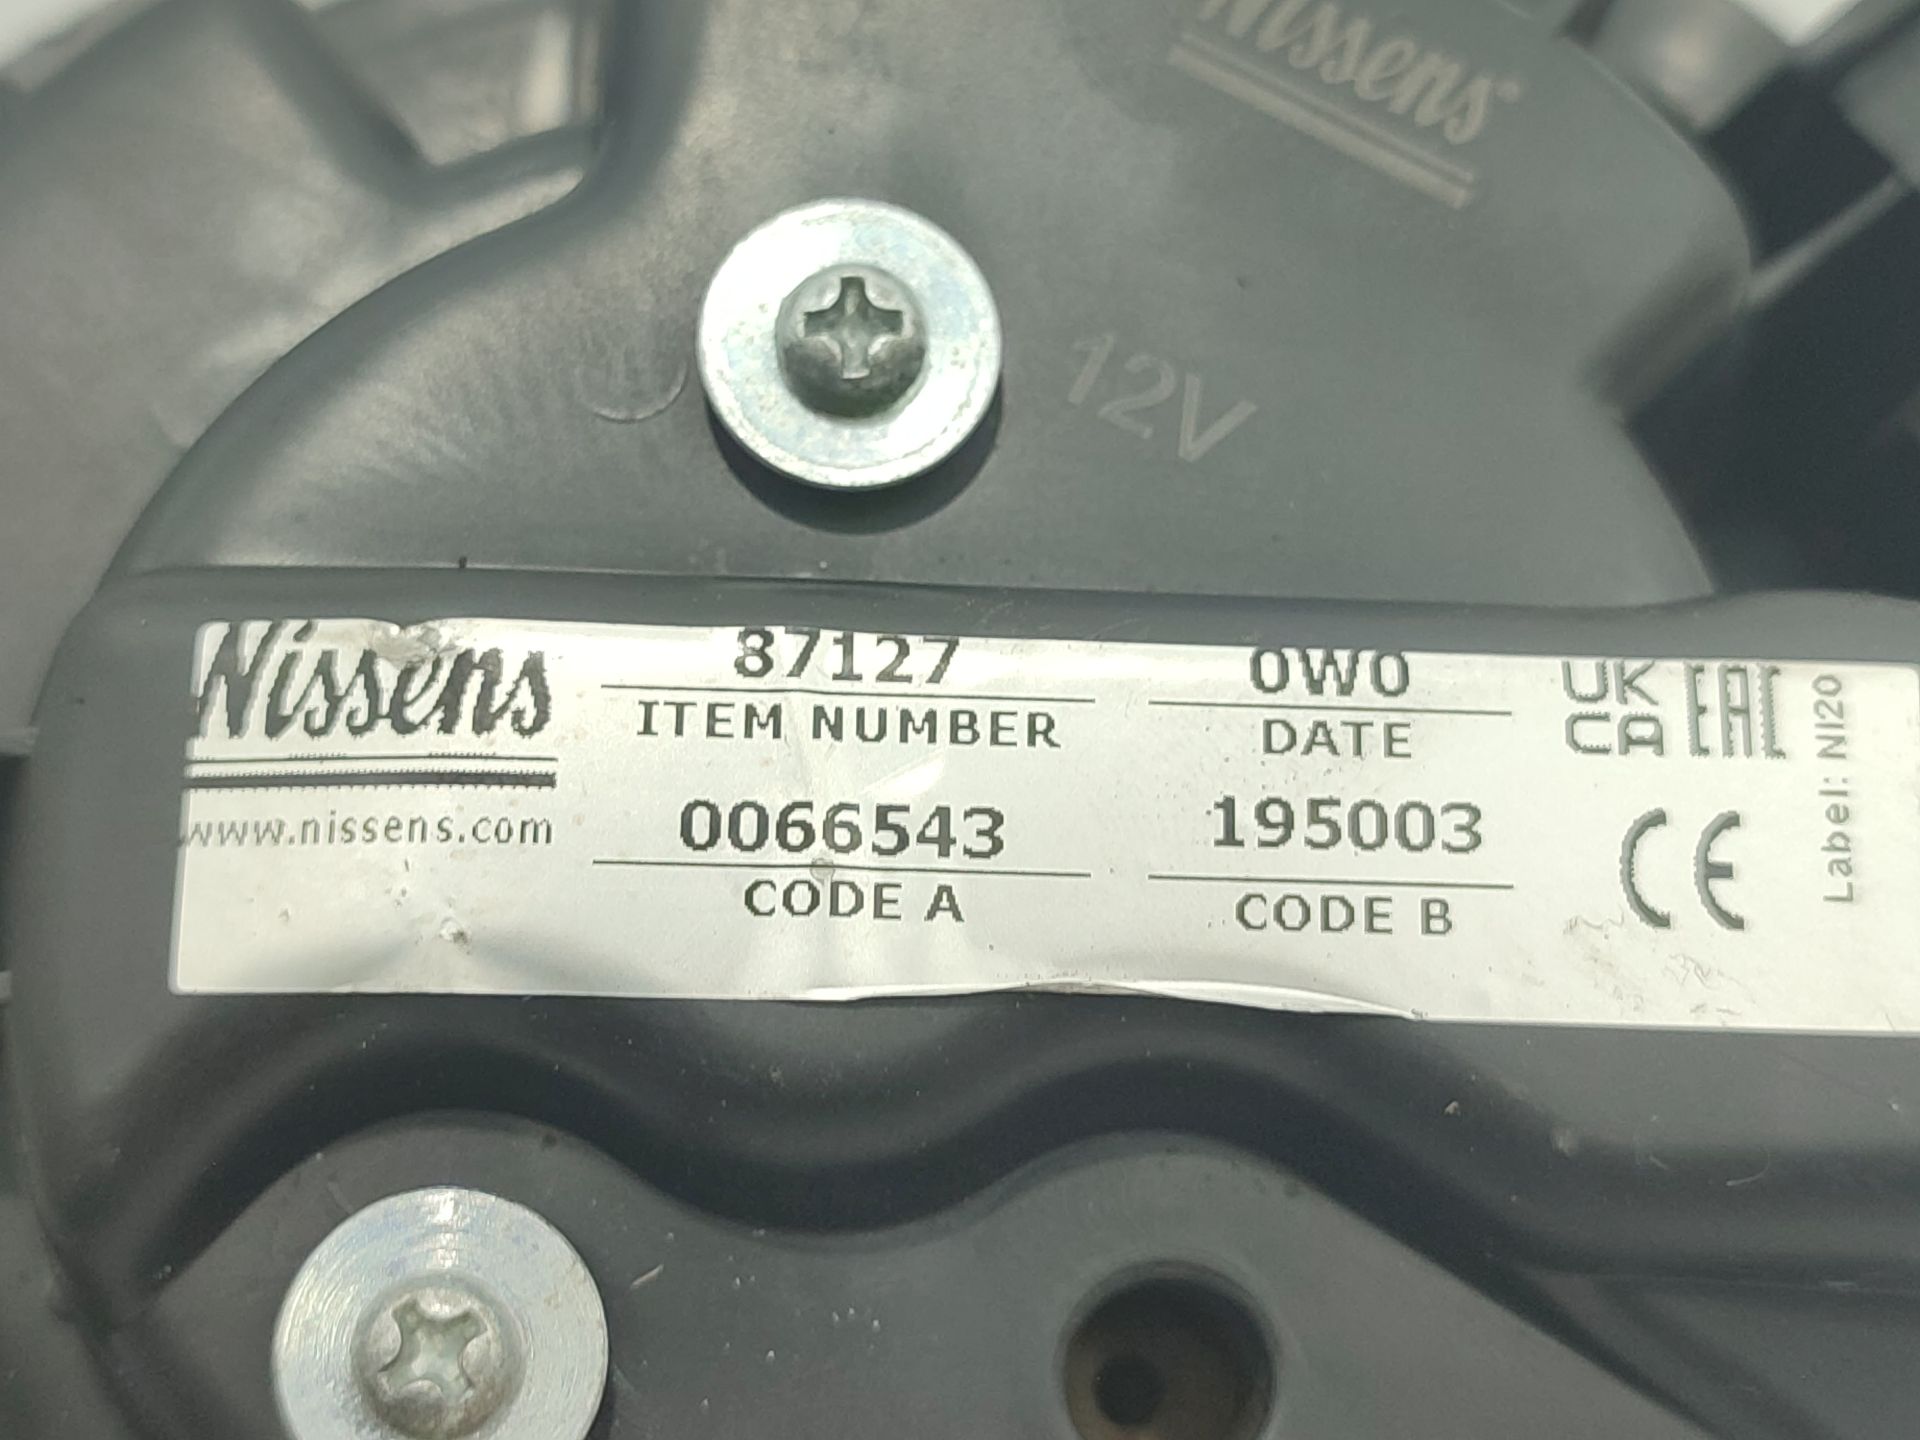 Nissens
12V
Nissens
www.nissens.com
87127
ITEM NUMBER
0W0
DATE
0066543
CODE A
195003
CODE B
UK
CA
EAC
CE
Label: NI20